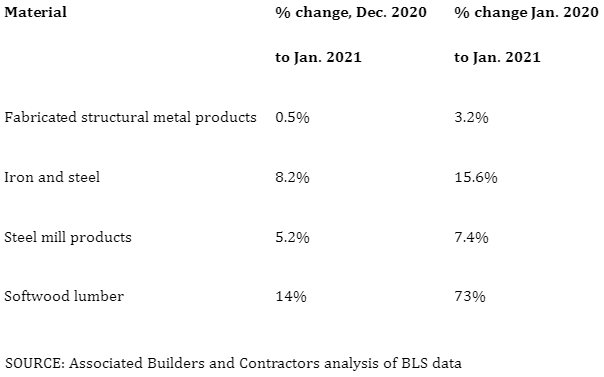 Material % change, Dec. 2020 % change Jan. 2020
to Jan. 2021 to Jan. 2021
Fabricated structural metal products 0.5% 3.2%
Iron and steel 8.2% 15.6%
Steel mill products 5.2% 7.4%
Softwood lumber 14% 73%
SOURCE: Associated Builders and Contractors analysis of BLS data